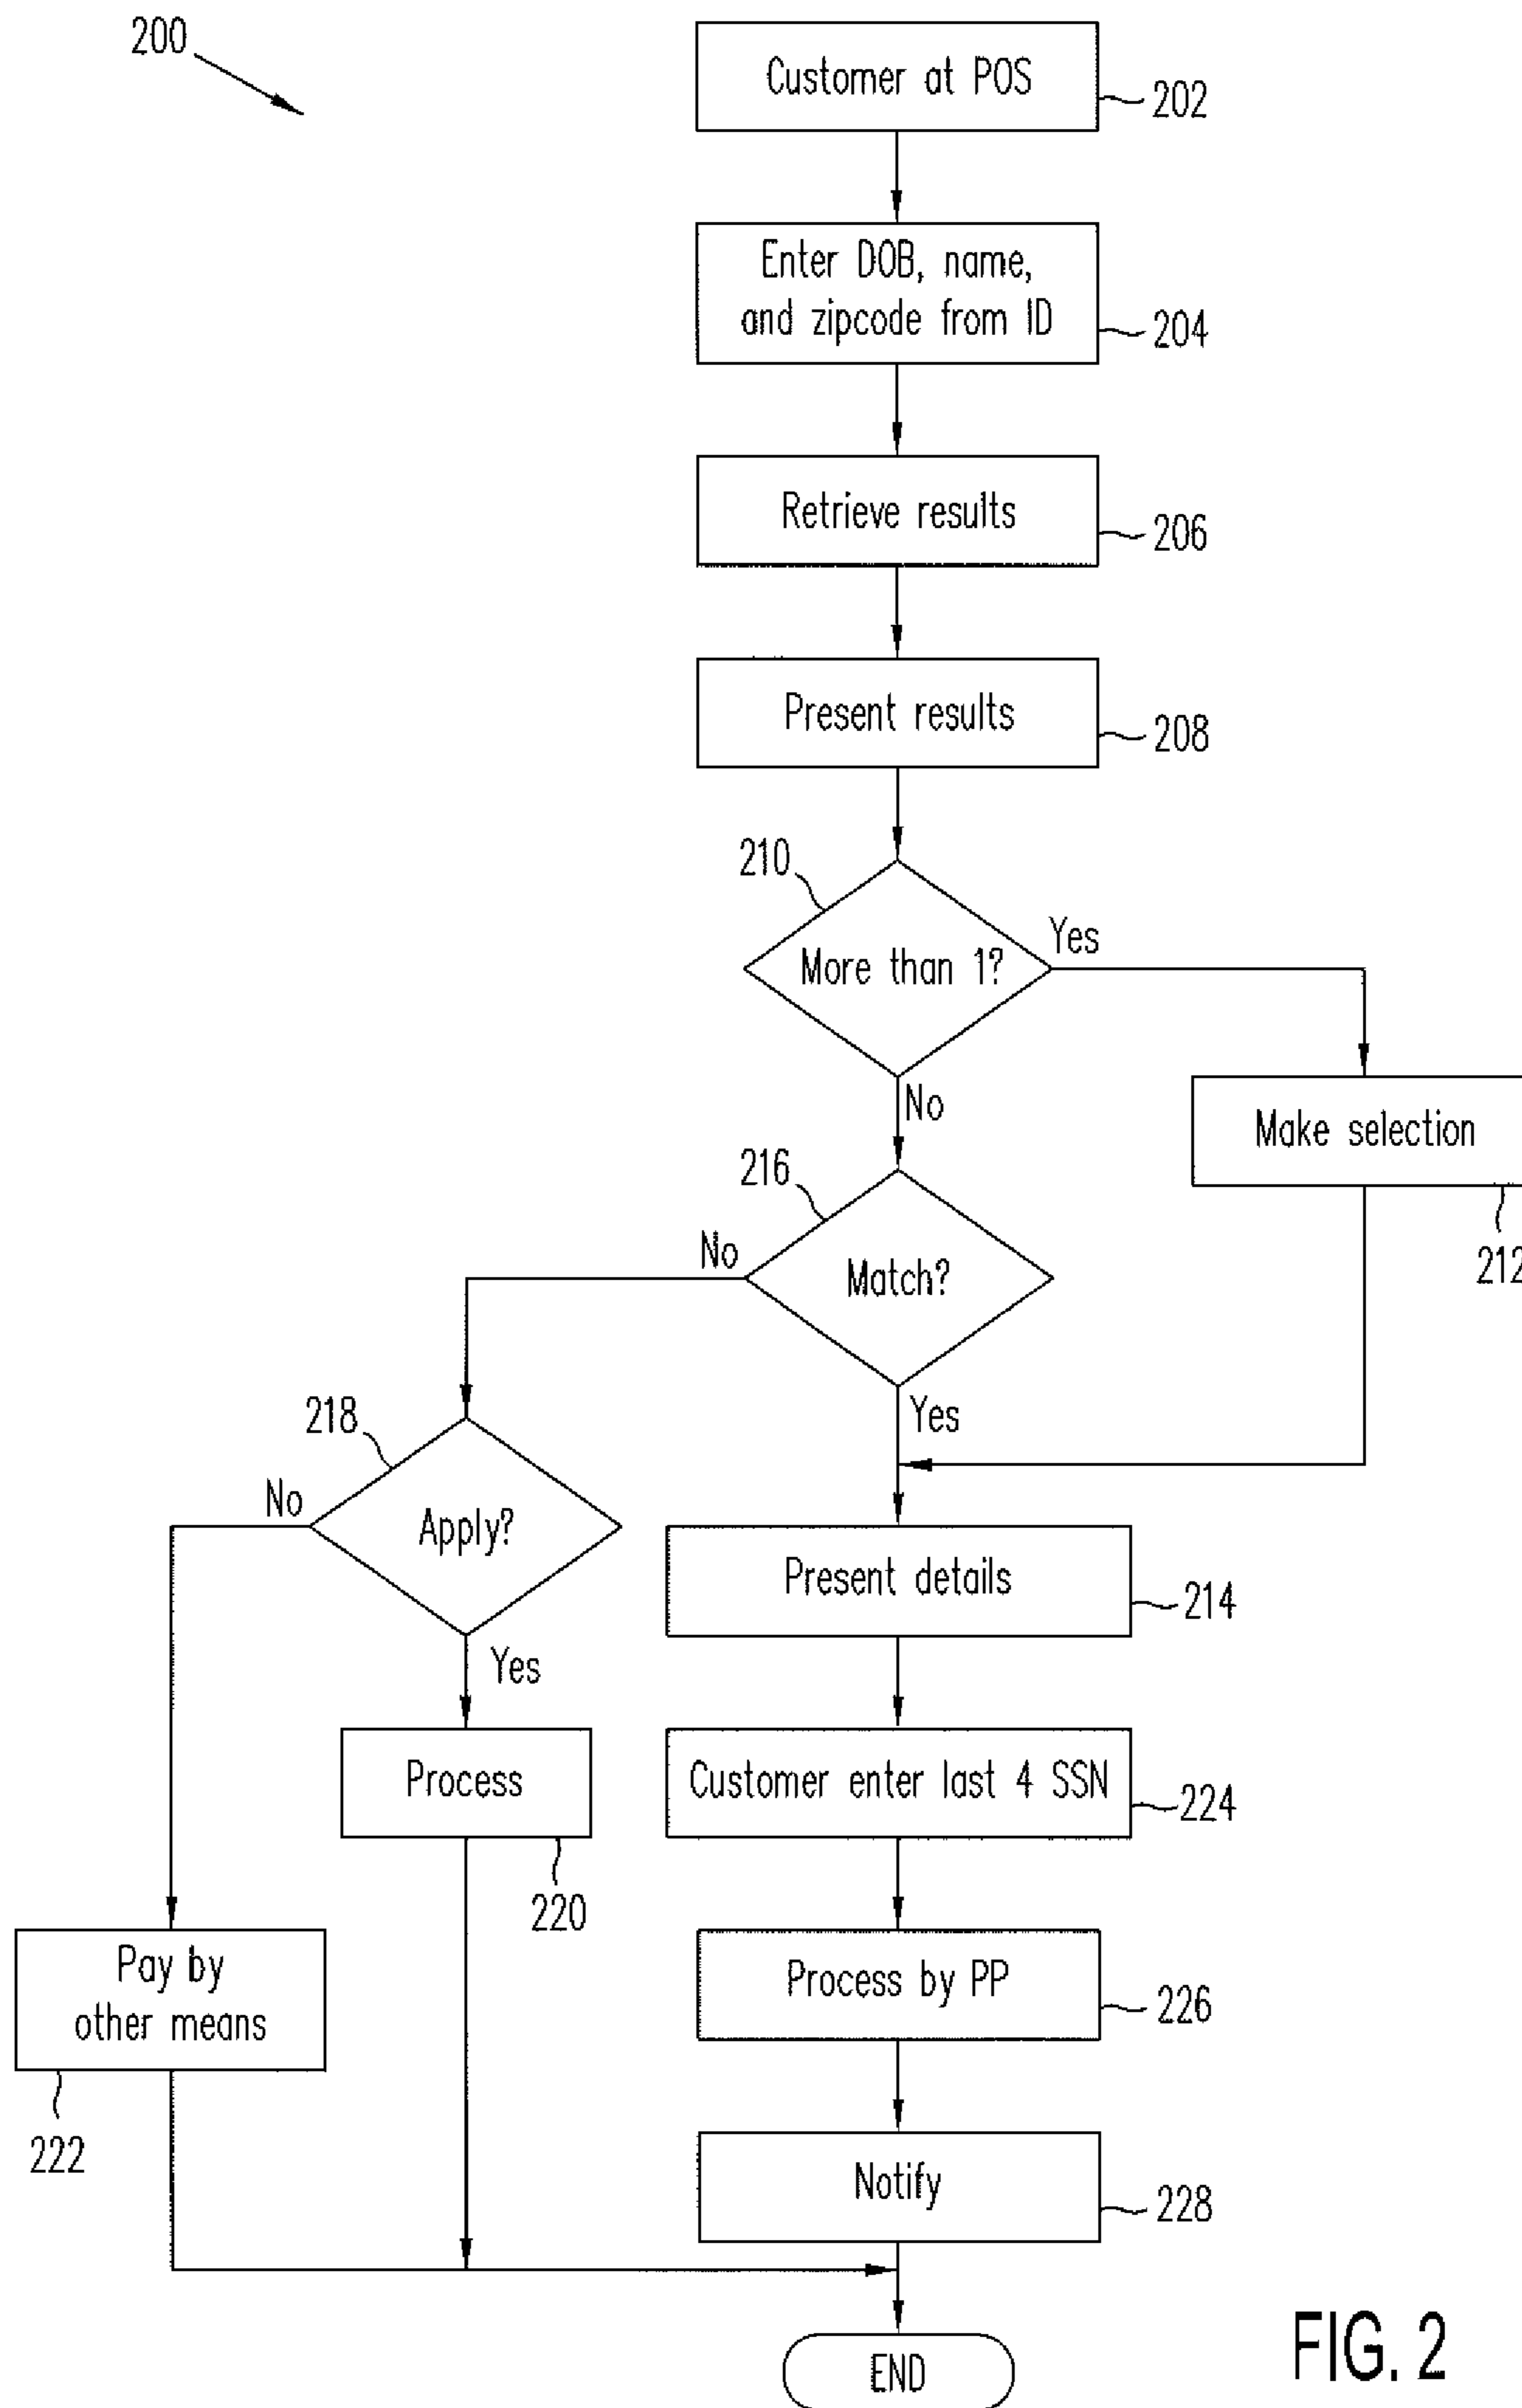 200
Customer at POS
202
Enter DOB, name,
and zipcode from ID
204
Retrieve results
206
Present results
208
210
More than 1?
Yes
No
Make selection
212
216
Match?
No
Yes
218
Apply?
No
Yes
Present details
214
Process
220
Customer enter last 4 SSN
224
Pay by
other means
222
Process by PP
226
Notify
228
END
FIG. 2